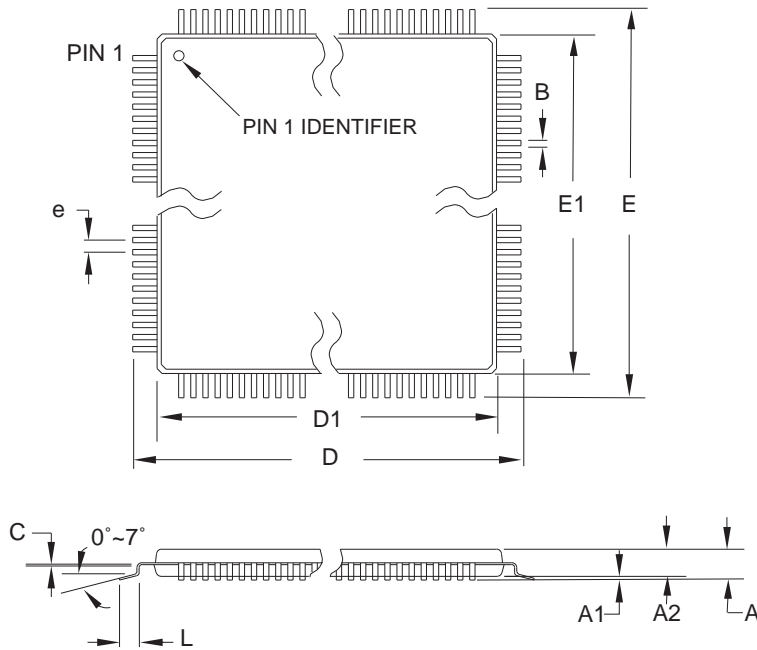 PIN 1
PIN 1 IDENTIFIER
B
e
E1
E
D1
D
C
0°~7°
L
A1
A2
A